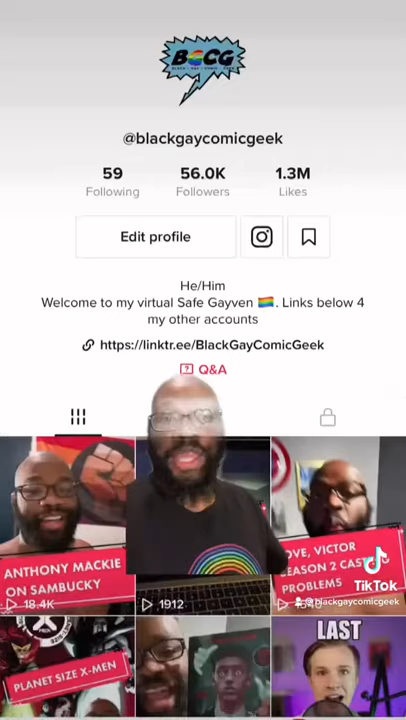 BGCG
@blackgaycomicgeek
59
Following
56.0K
Followers
1.3M
Likes
Edit profile
He/Him
Welcome to my virtual Safe Gayven 🏳️‍🌈. Links below 4
my other accounts
https://linktr.ee/BlackGayComicGeek
Q&A
ANTHONY MACKIE
ON SAMBUCKY
18.4K
1912
OVE, VICTOR
SEASON 2 CAST
PROBLEMS
TikTok
@blackgaycomicgeek
PLANET SIZE X-MEN
LAST